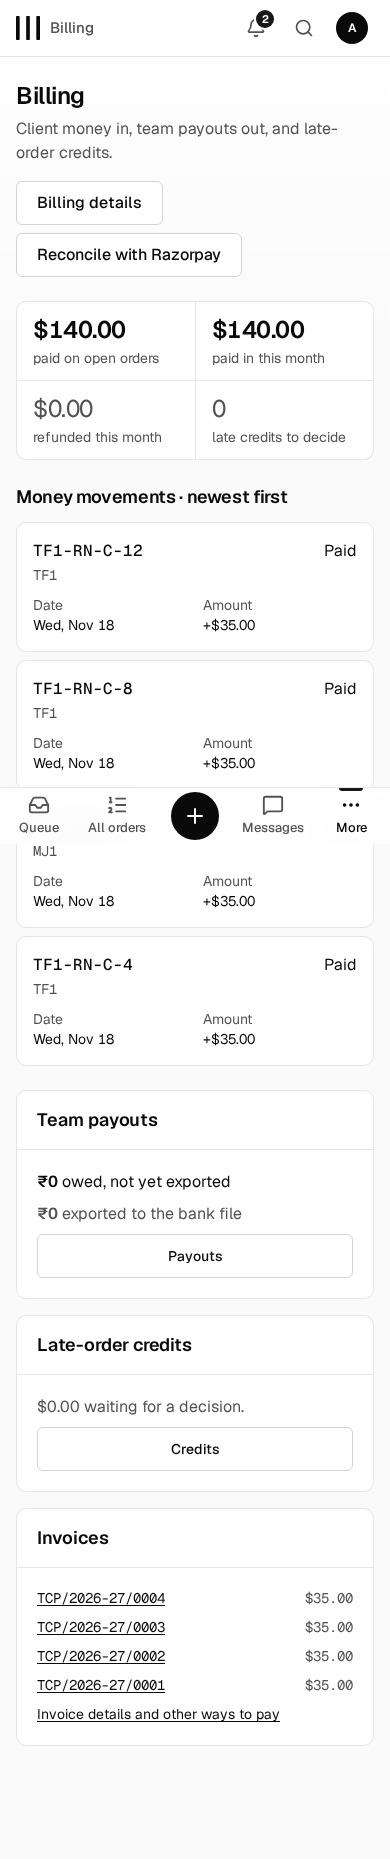 Billing
2
A
Billing
Client money in, team payouts out, and late-
order credits.
Billing details
Reconcile with Razorpay
$140.00 $140.00
paid on open orders paid in this month
$0.00 0
refunded this month late credits to decide
Money movements · newest first
TF1-RN-C-12 Paid
TF1
Date Amount
Wed, Nov 18 +$35.00
TF1-RN-C-8 Paid
TF1
Date Amount
Wed, Nov 18 +$35.00
Queue All orders Messages More
MJ1
Date Amount
Wed, Nov 18 +$35.00
TF1-RN-C-4 Paid
TF1
Date Amount
Wed, Nov 18 +$35.00
Team payouts
₹0 owed, not yet exported
₹0 exported to the bank file
Payouts
Late-order credits
$0.00 waiting for a decision.
Credits
Invoices
TCP/2026-27/0004 $35.00
TCP/2026-27/0003 $35.00
TCP/2026-27/0002 $35.00
TCP/2026-27/0001 $35.00
Invoice details and other ways to pay